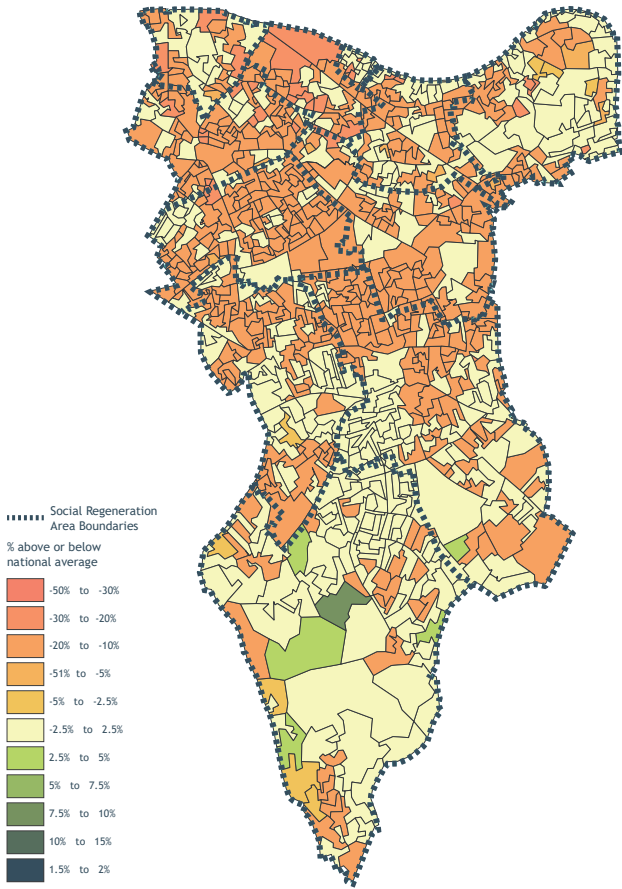 Social Regeneration
Area Boundaries
% above or below
national average
-50% to -30%
-30% to -20%
-20% to -10%
-51% to -5%
-5% to -2.5%
-2.5% to 2.5%
2.5% to 5%
5% to 7.5%
7.5% to 10%
10% to 15%
1.5% to 2%